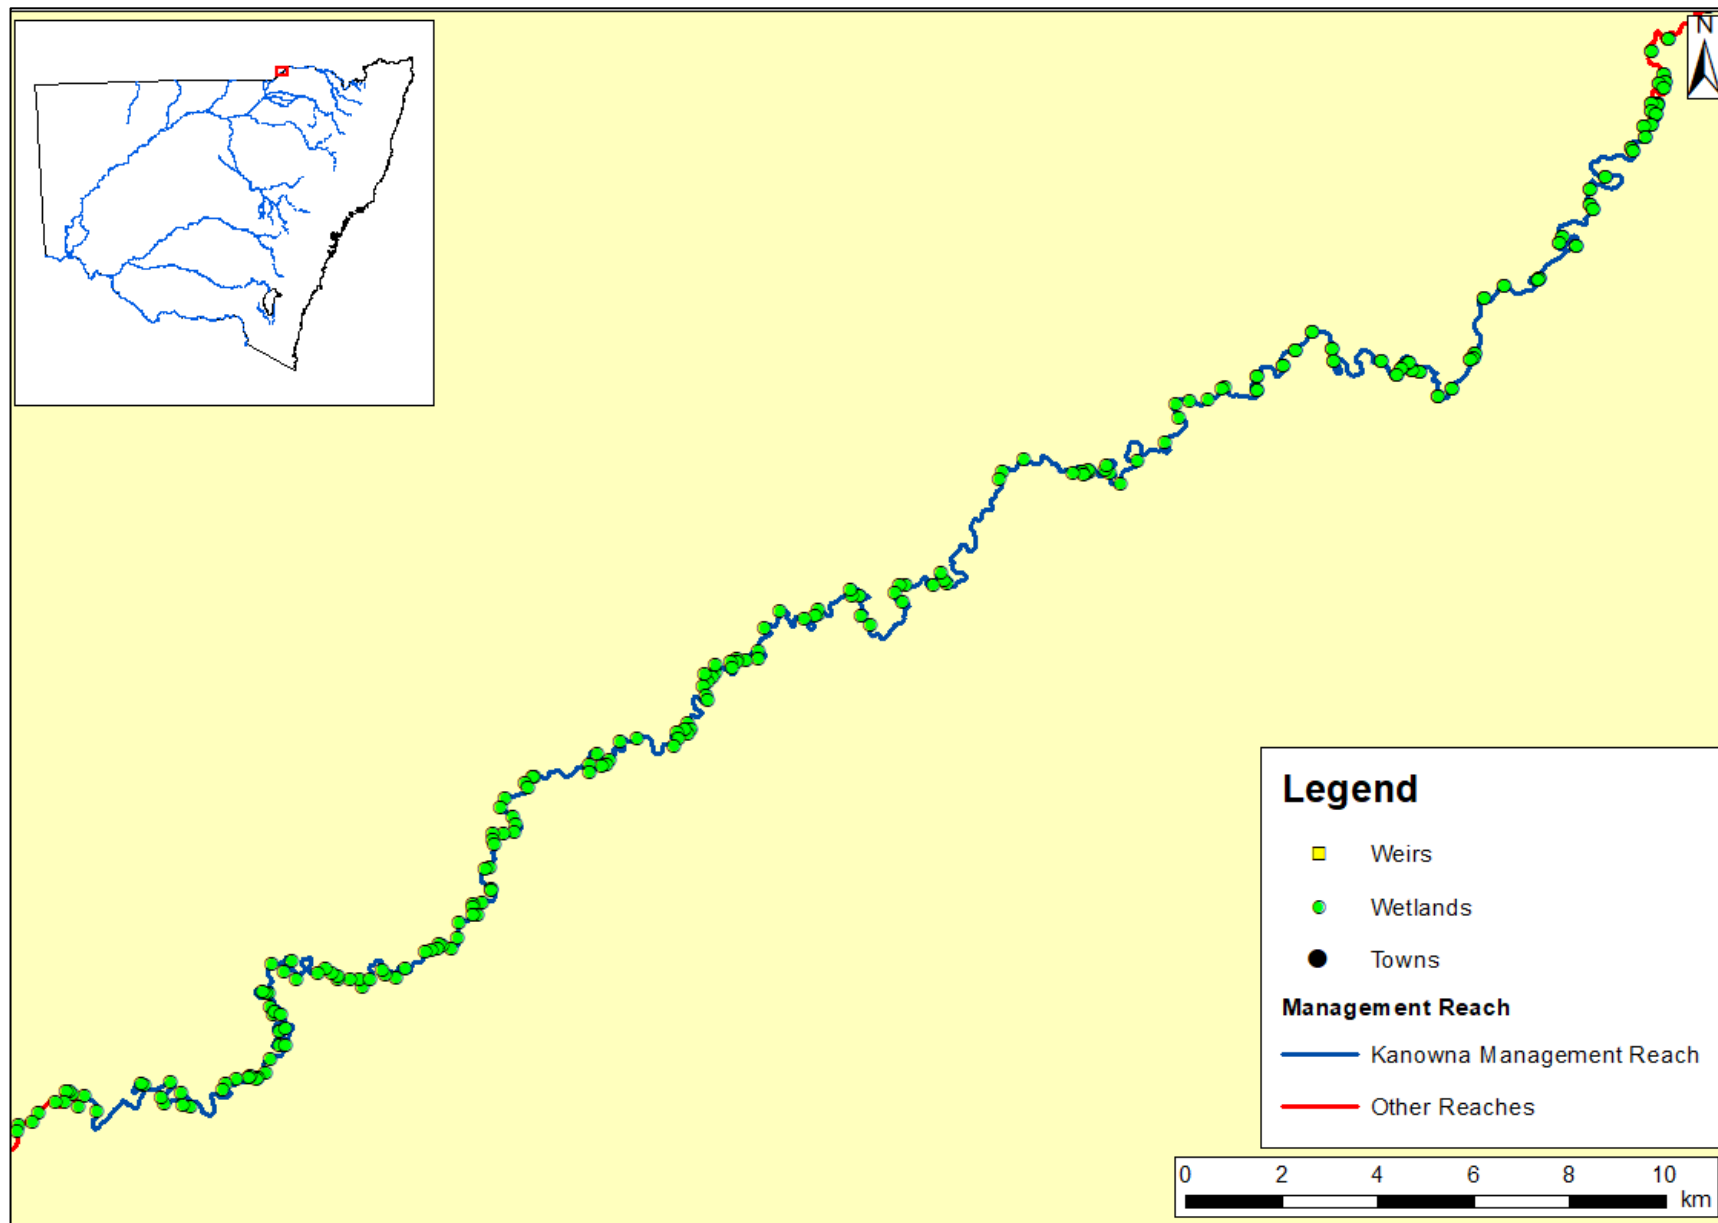 N
Legend
Weirs
Wetlands
Towns
Management Reach
Kanowna Management Reach
Other Reaches
0 2 4 6 8 10
km